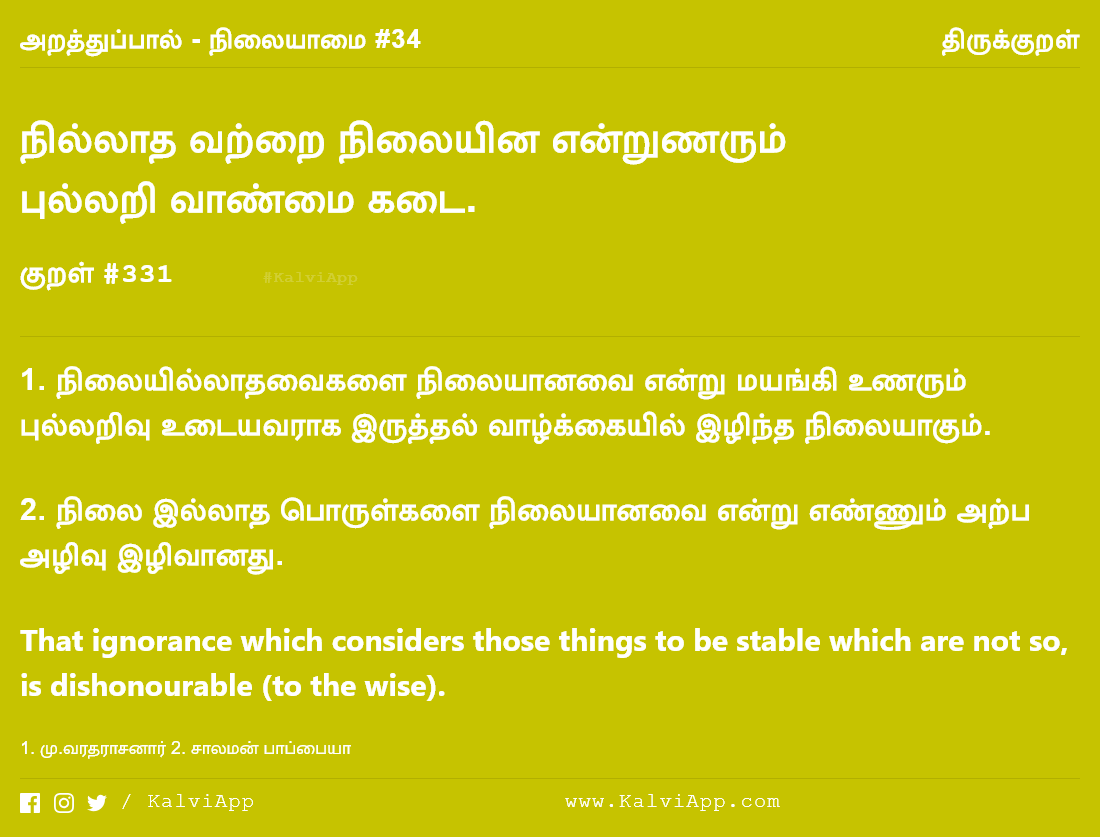 அறத்துப்பால் - நிலையாமை #34
திருக்குறள்
நில்லாத வற்றை நிலையின என்றுணரும்
புல்லறி வாண்மை கடை.
குறள் #331
#KalviApp
1. நிலையில்லாதவைகளை நிலையானவை என்று மயங்கி உணரும்
புல்லறிவு உடையவராக இருத்தல் வாழ்க்கையில் இழிந்த நிலையாகும்.
2. நிலை இல்லாத பொருள்களை நிலையானவை என்று எண்ணும் அற்ப
அழிவு இழிவானது.
That ignorance which considers those things to be stable which are not so,
is dishonourable (to the wise).
1. மு.வரதராசனார் 2. சாலமன் பாப்பையா
/ KalviApp
www.KalviApp.com